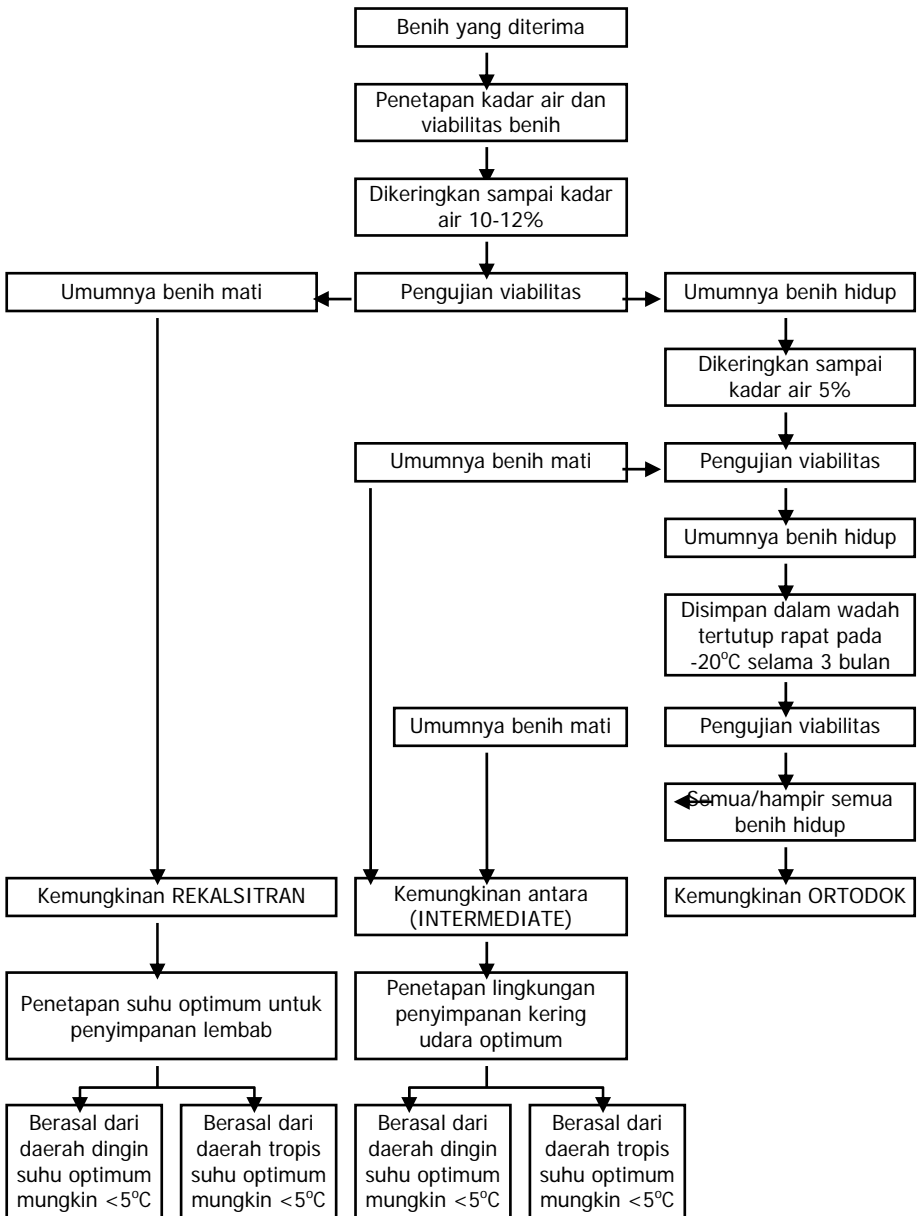 Benih yang diterima
Penetapan kadar air dan
viabilitas benih
Dikeringkan sampai kadar
air 10-12%
Umumnya benih mati
Pengujian viabilitas
Umumnya benih hidup
Dikeringkan sampai
kadar air 5%
Umumnya benih mati
Pengujian viabilitas
Umumnya benih hidup
Disimpan dalam wadah
tertutup rapat pada
-20°C selama 3 bulan
Umumnya benih mati
Pengujian viabilitas
Semua/hampir semua
benih hidup
Kemungkinan REKALSITRAN
Kemungkinan antara
(INTERMEDIATE)
Kemungkinan ORTODOK
Penetapan suhu optimum untuk
penyimpanan lembab
Penetapan lingkungan
penyimpanan kering
udara optimum
Berasal dari
daerah dingin
suhu optimum
mungkin <5°C
Berasal dari
daerah tropis
suhu optimum
mungkin <5°C
Berasal dari
daerah dingin
suhu optimum
mungkin <5°C
Berasal dari
daerah tropis
suhu optimum
mungkin <5°C